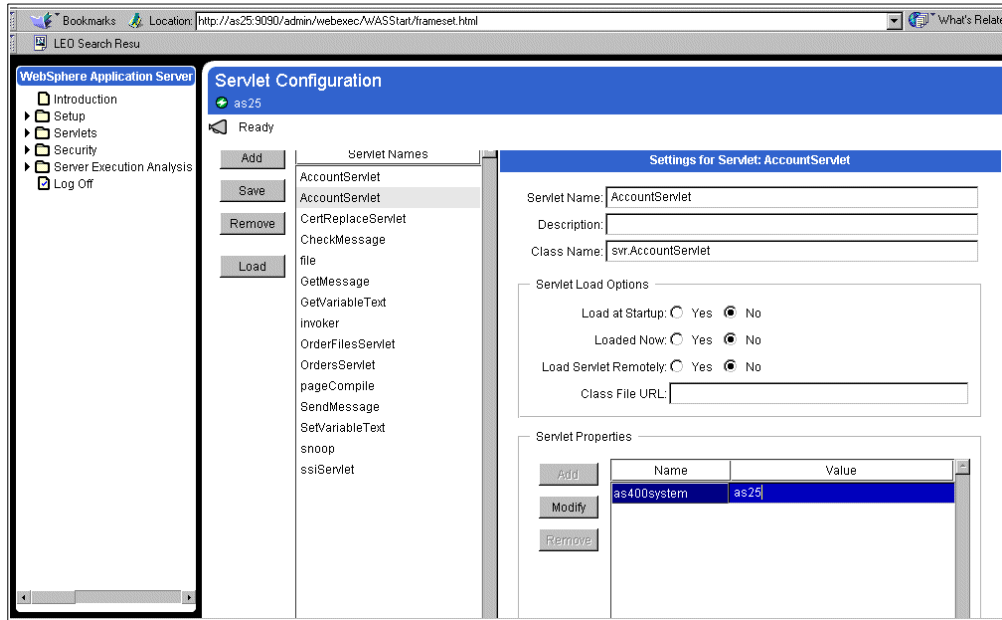 Bookmarks Location: http://as25:9090/admin/webexec/WASStart/frameset.html What's Relate
LEO Search Resu
WebSphere Application Server
Introduction
Setup
Servlets
Security
Server Execution Analysis
Log Off
Servlet Configuration
as25
Ready
Add
Save
Remove
Load
Servlet Names
AccountServlet
AccountServlet
CertReplaceServlet
CheckMessage
file
GetMessage
GetVariableText
invoker
OrderFilesServlet
OrdersServlet
pageCompile
SendMessage
SetVariableText
snoop
ssiServlet
Settings for Servlet: AccountServlet
Servlet Name: AccountServlet
Description:
Class Name: svr.AccountServlet
Servlet Load Options
Load at Startup: Yes No
Loaded Now: Yes No
Load Servlet Remotely: Yes No
Class File URL:
Servlet Properties
Add
Modify
Remove
Name Value
as400system as25